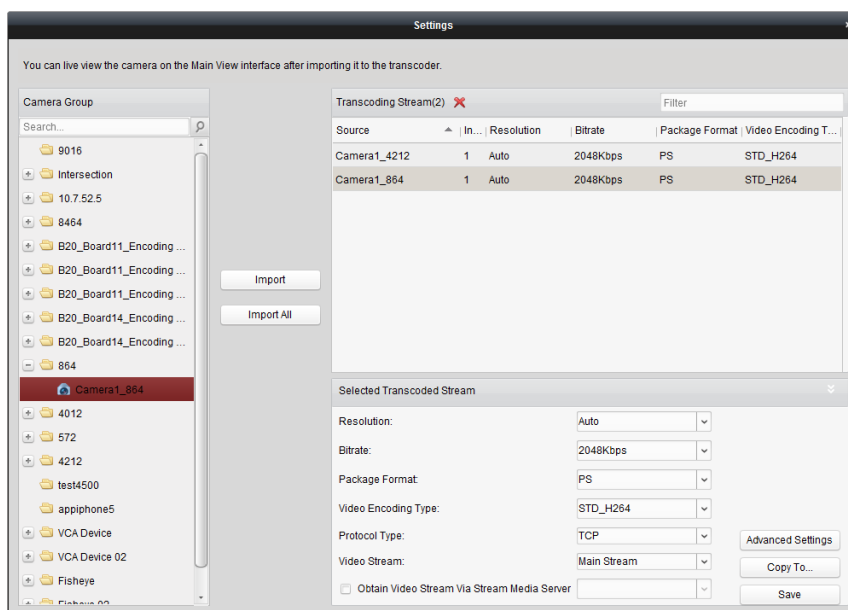 Settings
You can live view the camera on the Main View interface after importing it to the transcoder.
Camera Group
Search...
9016
Intersection
10.7.52.5
8464
B20_Board11_Encoding ...
B20_Board11_Encoding ...
B20_Board11_Encoding ...
B20_Board14_Encoding ...
B20_Board14_Encoding ...
864
Camera1_864
4012
572
4212
test4500
appiphone5
VCA Device
VCA Device 02
Fisheye
Fisheye 02
Import
Import All
Transcoding Stream(2)
Filter
Source In... Resolution Bitrate Package Format Video Encoding T...
Camera1_4212 1 Auto 2048Kbps PS STD_H264
Camera1_864 1 Auto 2048Kbps PS STD_H264
Selected Transcoded Stream
Resolution: Auto
Bitrate: 2048Kbps
Package Format: PS
Video Encoding Type: STD_H264
Protocol Type: TCP
Video Stream: Main Stream
Obtain Video Stream Via Stream Media Server
Advanced Settings
Copy To...
Save